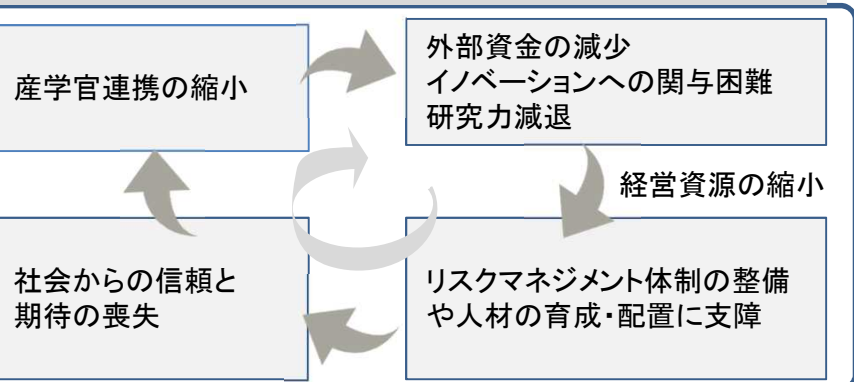 産学官連携の縮小
外部資金の減少
イノベーションへの関与困難
研究力減退
経営資源の縮小
リスクマネジメント体制の整備
や人材の育成・配置に支障
社会からの信頼と
期待の喪失